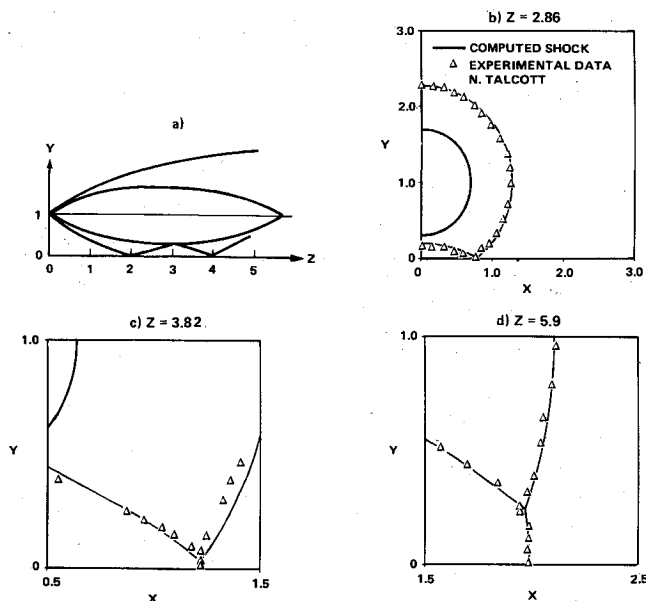 a)
Y
1
0
0 1 2 3 4 5 Z
b) Z = 2.86
3.0
COMPUTED SHOCK
EXPERIMENTAL DATA
N. TALCOTT
2.0
Y
1.0
0
0 1.0 2.0 3.0
X
c) Z = 3.82
1.0
Y
0
0.5 1.5
X
d) Z = 5.9
1.0
Y
0
1.5 2.5
X